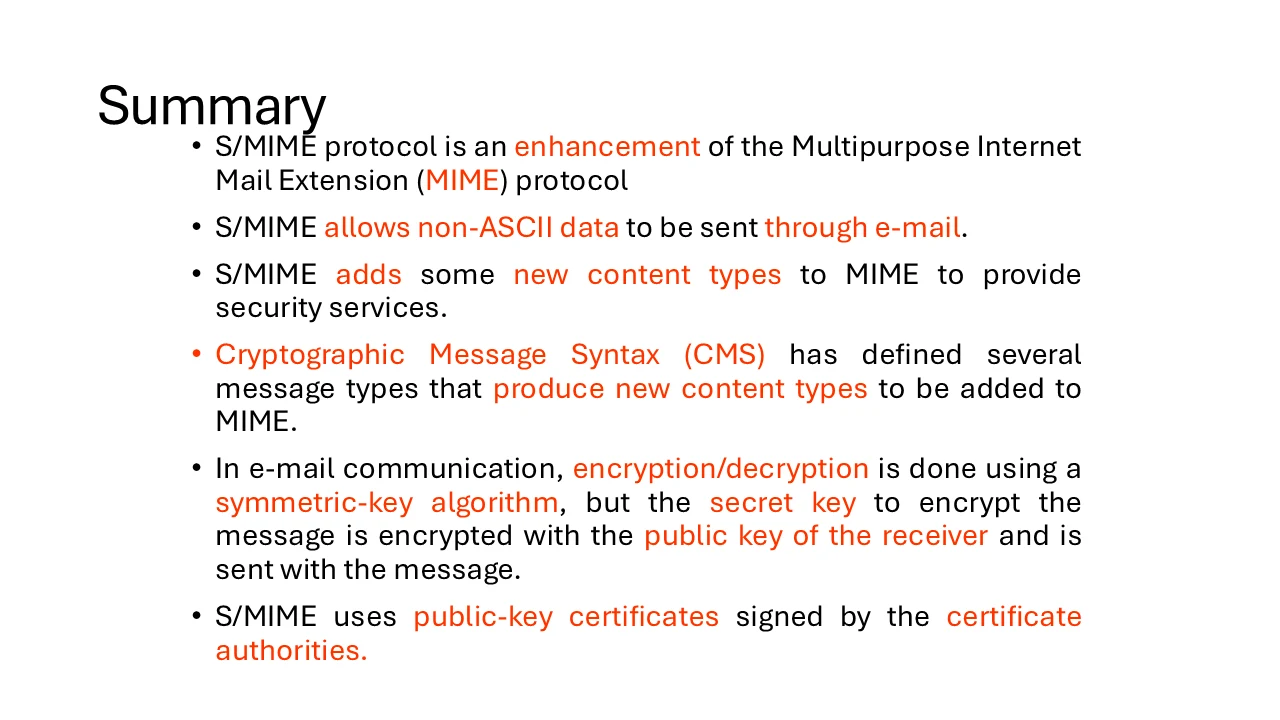 Summary
• S/MIME protocol is an enhancement of the Multipurpose Internet
Mail Extension (MIME) protocol
• S/MIME allows non-ASCII data to be sent through e-mail.
• S/MIME adds some new content types to MIME to provide
security services.
• Cryptographic Message Syntax (CMS) has defined several
message types that produce new content types to be added to
MIME.
• In e-mail communication, encryption/decryption is done using a
symmetric-key algorithm, but the secret key to encrypt the
message is encrypted with the public key of the receiver and is
sent with the message.
• S/MIME uses public-key certificates signed by the certificate
authorities.